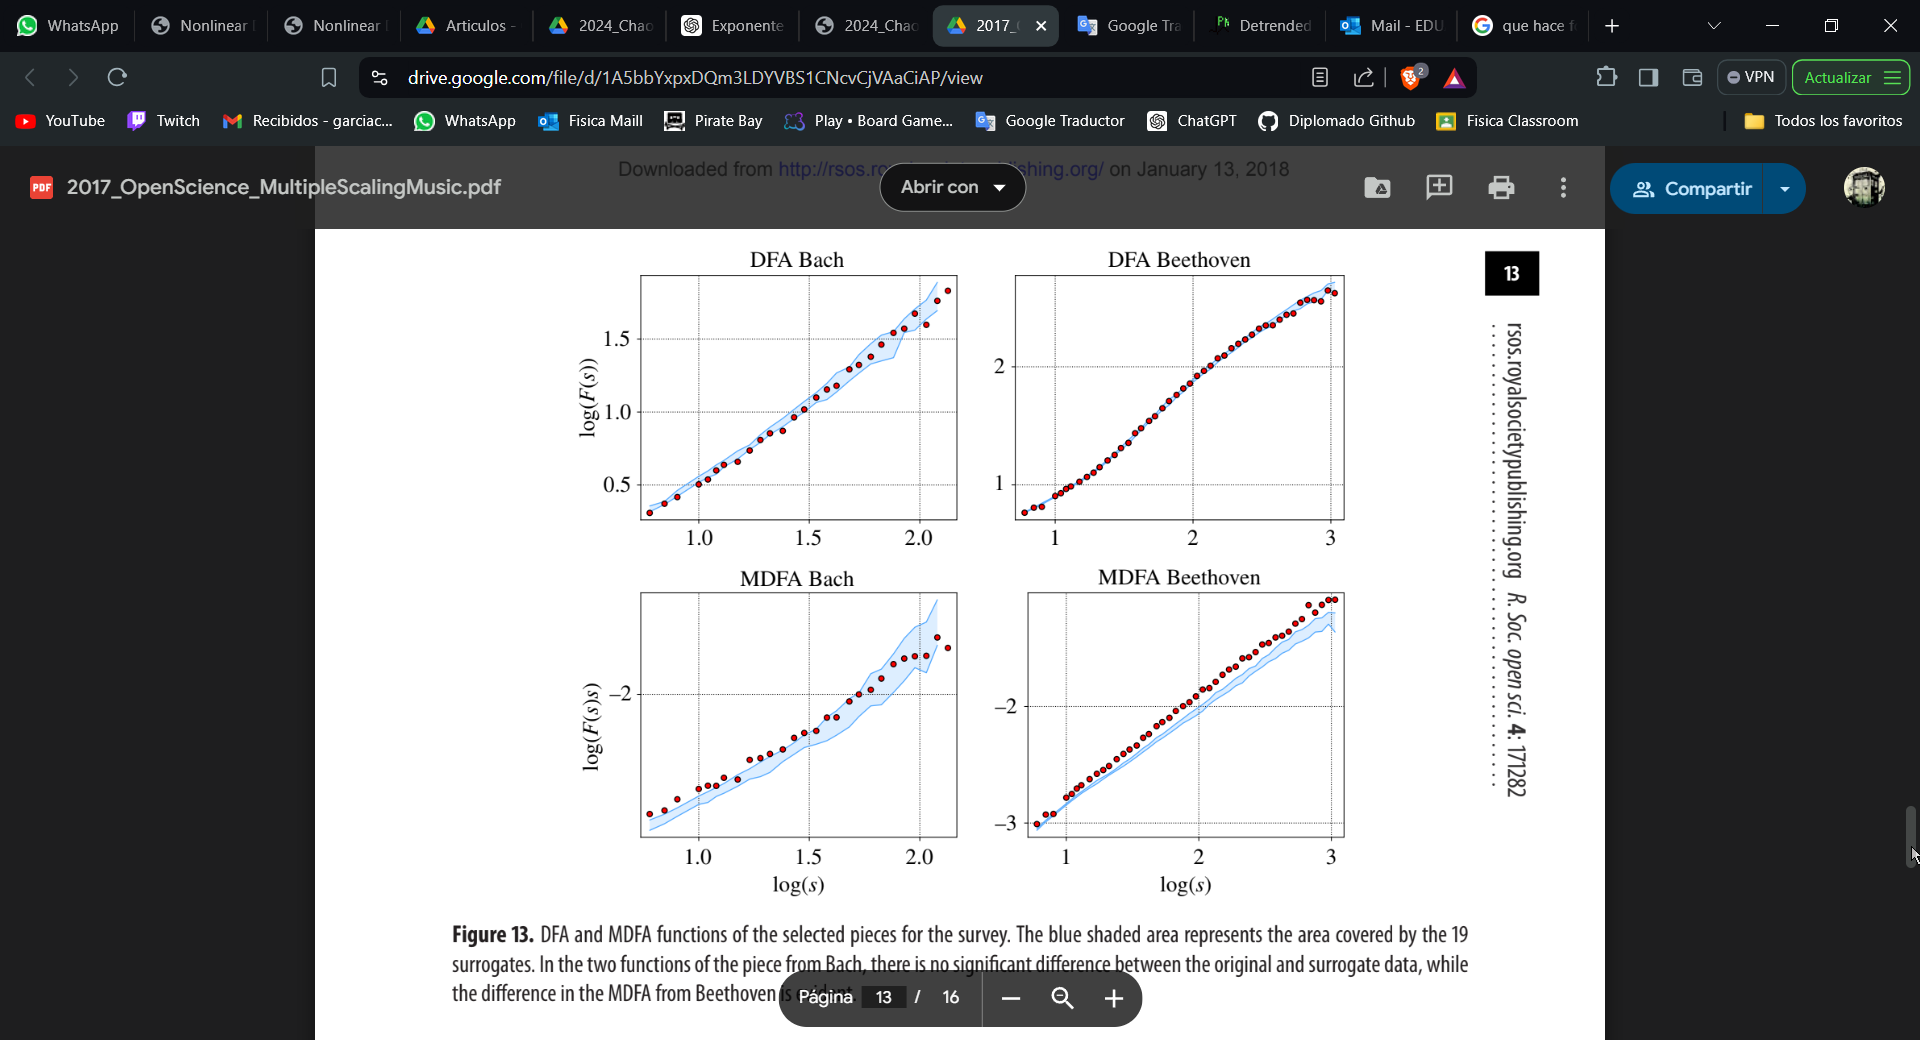 WhatsApp
Nonlinear
Nonlinear
Articulos -
2024_Chao
Exponente
2024_Chao
2017_
Google Tra
Detrended
Mail - EDU
que hace f
drive.google.com/file/d/1A5bbYxpxDQm3LDYVBS1CNcvCjVAaCiAP/view
2
VPN
Actualizar
YouTube
Twitch
Recibidos - garciac...
WhatsApp
Fisica Maill
Pirate Bay
Play • Board Game...
Google Traductor
ChatGPT
Diplomado Github
Fisica Classroom
Todos los favoritos
PDF
2017_OpenScience_MultipleScalingMusic.pdf
Downloaded from http://rsos.ro
ishing.org/ on January 13, 2018
Abrir con
Compartir
13
rsos.royalsocietypublishing.org R. Soc. open sci. 4: 171282
DFA Bach
log(F(s))
1.5
1.0
0.5
1.0 1.5 2.0
DFA Beethoven
2
1
1 2 3
MDFA Bach
log(F(s)s)
−2
1.0 1.5 2.0
log(s)
MDFA Beethoven
−2
−3
1 2 3
log(s)
Figure 13. DFA and MDFA functions of the selected pieces for the survey. The blue shaded area represents the area covered by the 19
surrogates. In the two functions of the piece from Bach, there is no significant difference between the original and surrogate data, while
the difference in the MDFA from Beethoven is
Página 13 / 16